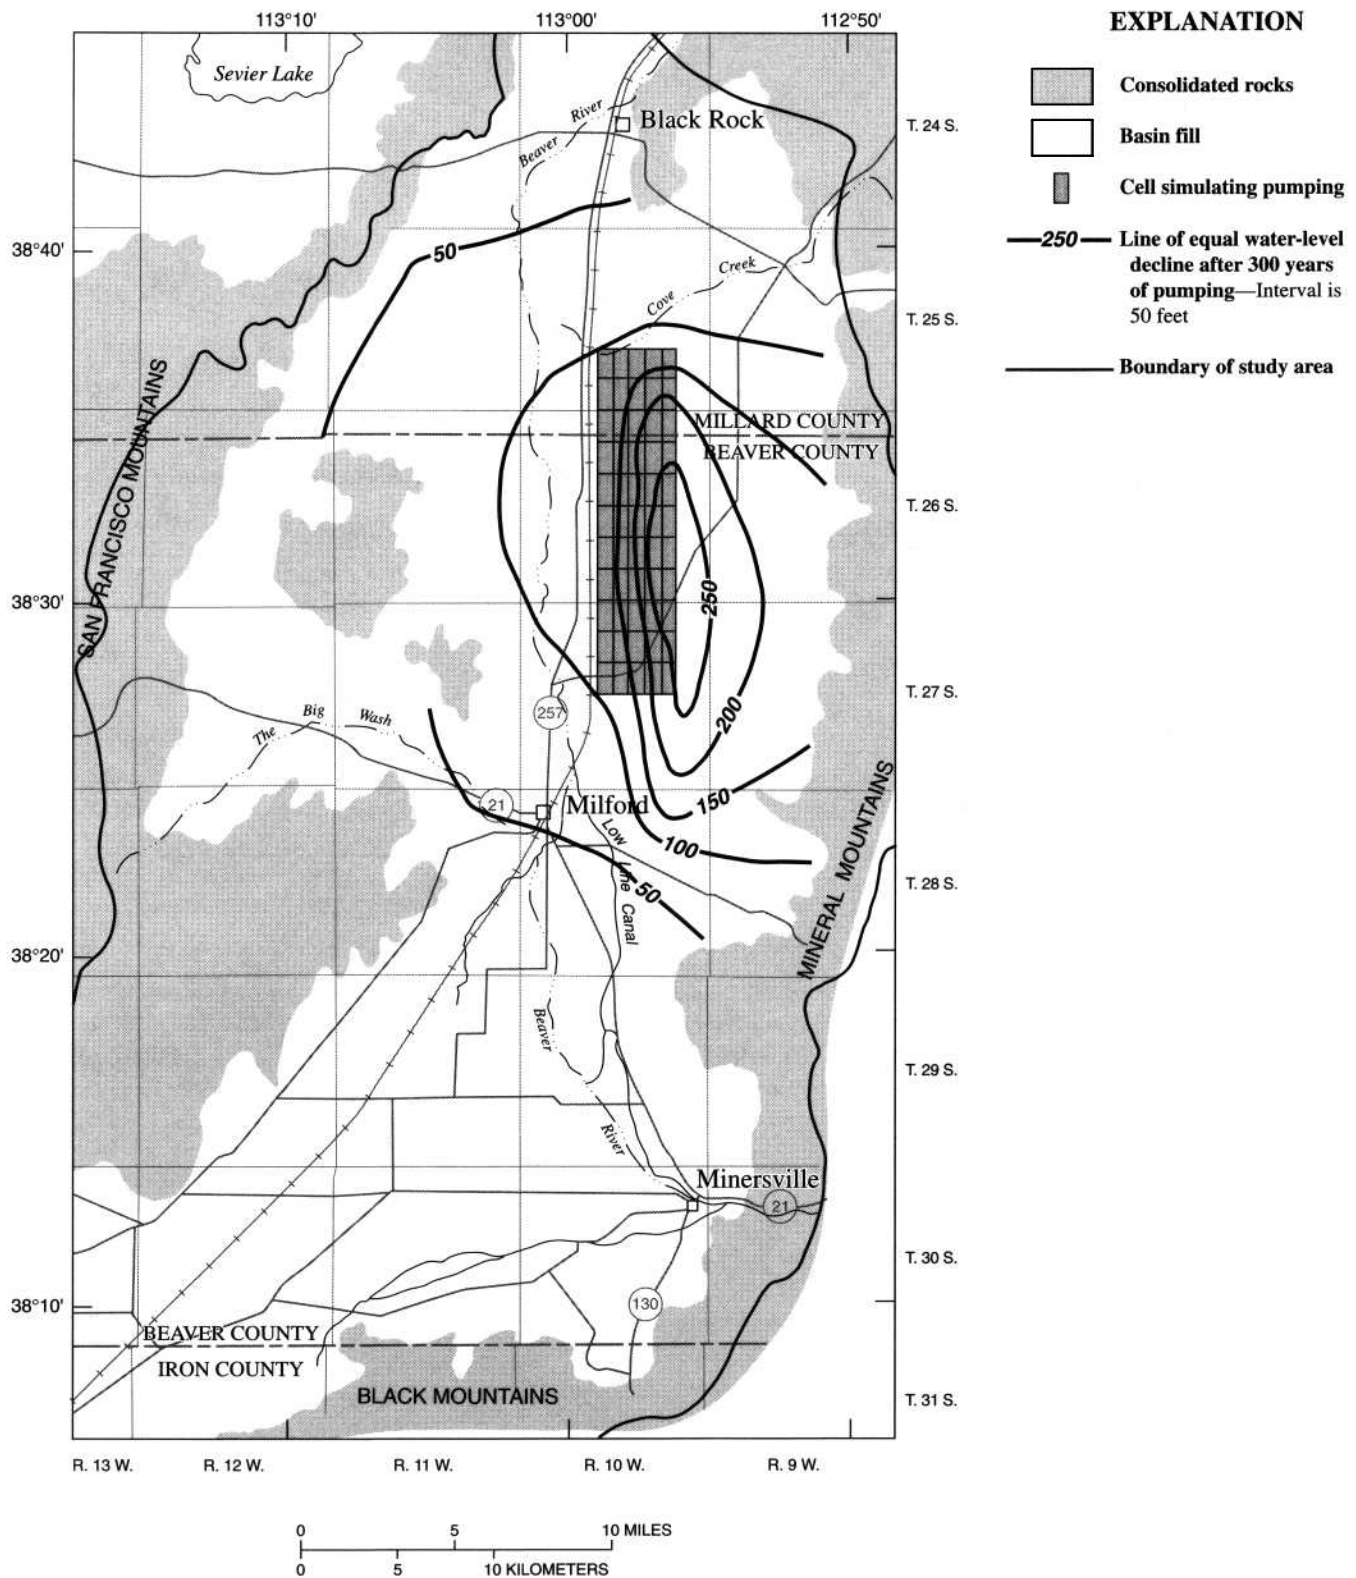 113°10'
113°00'
112°50'
EXPLANATION
Consolidated rocks
Basin fill
Cell simulating pumping
250
Line of equal water-level
decline after 300 years
of pumping—Interval is
50 feet
Boundary of study area
Sevier Lake
Beaver River
Black Rock
T. 24 S.
38°40'
50
Cove Creek
T. 25 S.
SAN FRANCISCO MOUNTAINS
MILLARD COUNTY
BEAVER COUNTY
T. 26 S.
38°30'
250
T. 27 S.
200
257
The Big Wash
21
Milford
150
100
50
Low Line Canal
MINERAL MOUNTAINS
T. 28 S.
38°20'
Beaver River
T. 29 S.
Minersville
21
T. 30 S.
130
38°10'
BEAVER COUNTY
IRON COUNTY
BLACK MOUNTAINS
T. 31 S.
R. 13 W.
R. 12 W.
R. 11 W.
R. 10 W.
R. 9 W.
0 5 10 MILES
0 5 10 KILOMETERS